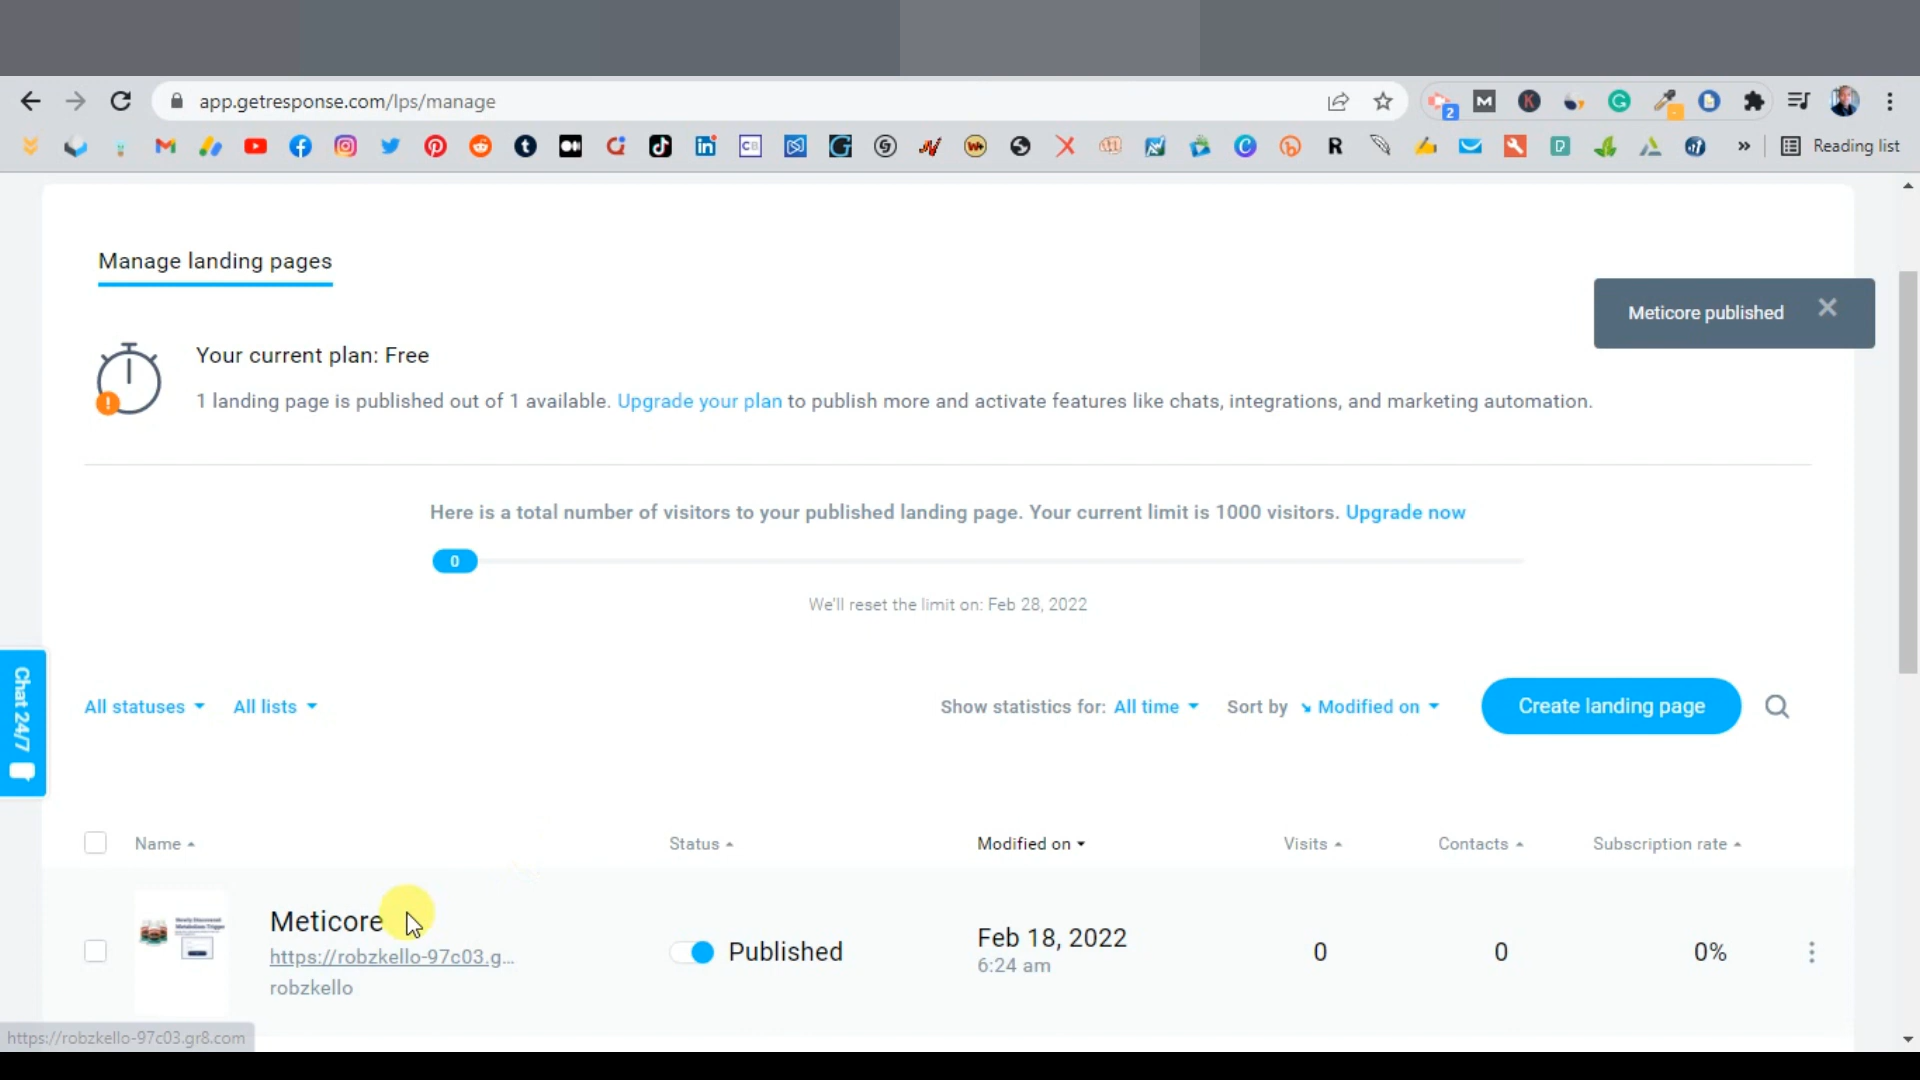 app.getresponse.com/lps/manage
2
Reading list
Manage landing pages
Meticore published
Your current plan: Free
1 landing page is published out of 1 available. Upgrade your plan to publish more and activate features like chats, integrations, and marketing automation.
Here is a total number of visitors to your published landing page. Your current limit is 1000 visitors. Upgrade now
0
We'll reset the limit on: Feb 28, 2022
Chat 24/7
All statuses
All lists
Show statistics for: All time
Sort by Modified on
Create landing page
Name
Status
Modified on
Visits
Contacts
Subscription rate
Meticore
https://robzkello-97c03.g...
robzkello
Published
Feb 18, 2022
6:24 am
0
0
0%
https://robzkello-97c03.gr8.com